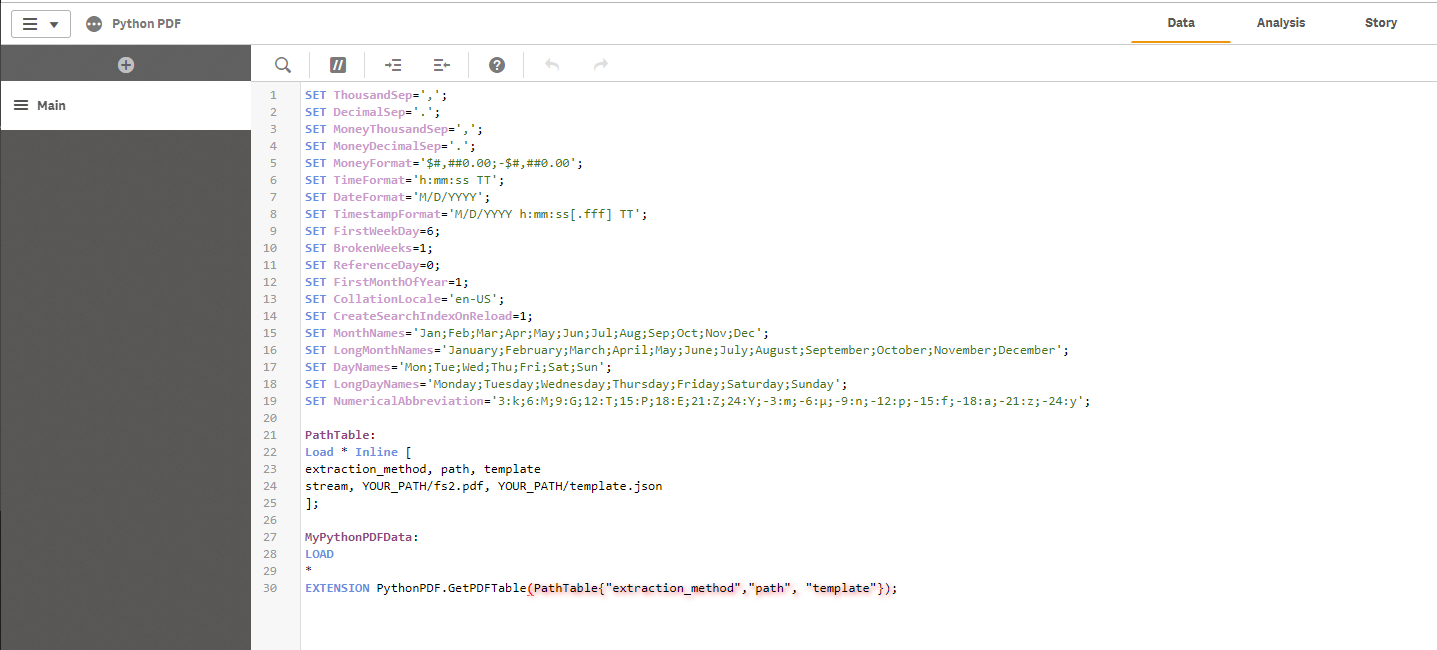 Python PDF
Data
Analysis
Story
Main
1 SET ThousandSep=',';
2 SET DecimalSep='.';
3 SET MoneyThousandSep=',';
4 SET MoneyDecimalSep='.';
5 SET MoneyFormat='$#,##0.00;-$#,##0.00';
6 SET TimeFormat='h:mm:ss TT';
7 SET DateFormat='M/D/YYYY';
8 SET TimestampFormat='M/D/YYYY h:mm:ss[.fff] TT';
9 SET FirstWeekDay=6;
10 SET BrokenWeeks=1;
11 SET ReferenceDay=0;
12 SET FirstMonthOfYear=1;
13 SET CollationLocale='en-US';
14 SET CreateSearchIndexOnReload=1;
15 SET MonthNames='Jan;Feb;Mar;Apr;May;Jun;Jul;Aug;Sep;Oct;Nov;Dec';
16 SET LongMonthNames='January;February;March;April;May;June;July;August;September;October;November;December';
17 SET DayNames='Mon;Tue;Wed;Thu;Fri;Sat;Sun';
18 SET LongDayNames='Monday;Tuesday;Wednesday;Thursday;Friday;Saturday;Sunday';
19 SET NumericalAbbreviation='3:k;6:M;9:G;12:T;15:P;18:E;21:Z;24:Y;-3:m;-6:μ;-9:n;-12:p;-15:f;-18:a;-21:z;-24:y';
20
21 PathTable:
22 Load * Inline [
23 extraction_method, path, template
24 stream, YOUR_PATH/fs2.pdf, YOUR_PATH/template.json
25 ];
26
27 MyPythonPDFData:
28 LOAD
29 *
30 EXTENSION PythonPDF.GetPDFTable(PathTable{"extraction_method","path", "template"});